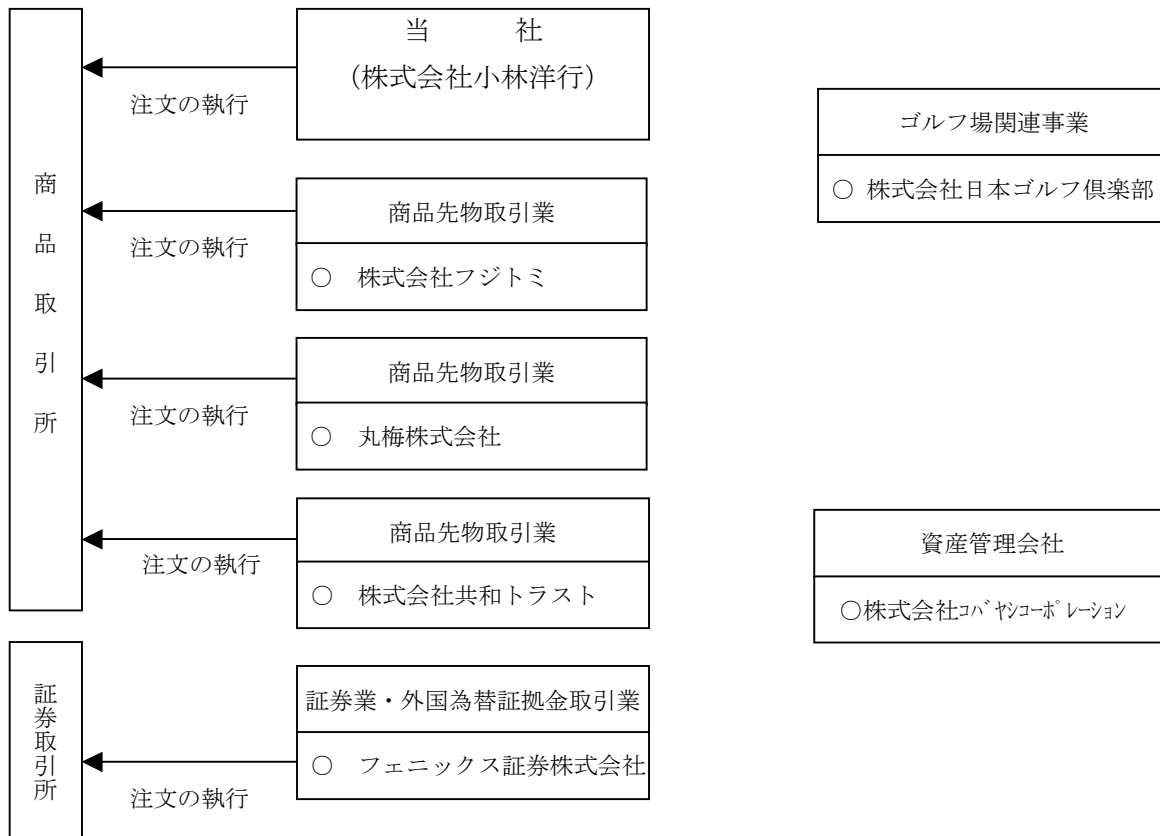 商品取引所
当　　　社
(株式会社小林洋行)
注文の執行
商品先物取引業
○　株式会社フジトミ
注文の執行
商品先物取引業
○　丸梅株式会社
注文の執行
商品先物取引業
○　株式会社共和トラスト
注文の執行
証券取引所
証券業・外国為替証拠金取引業
○　フェニックス証券株式会社
注文の執行
ゴルフ場関連事業
○ 株式会社日本ゴルフ倶楽部
資産管理会社
○株式会社ｺﾊﾞﾔｼｺｰﾎﾟﾚｰｼｮﾝ